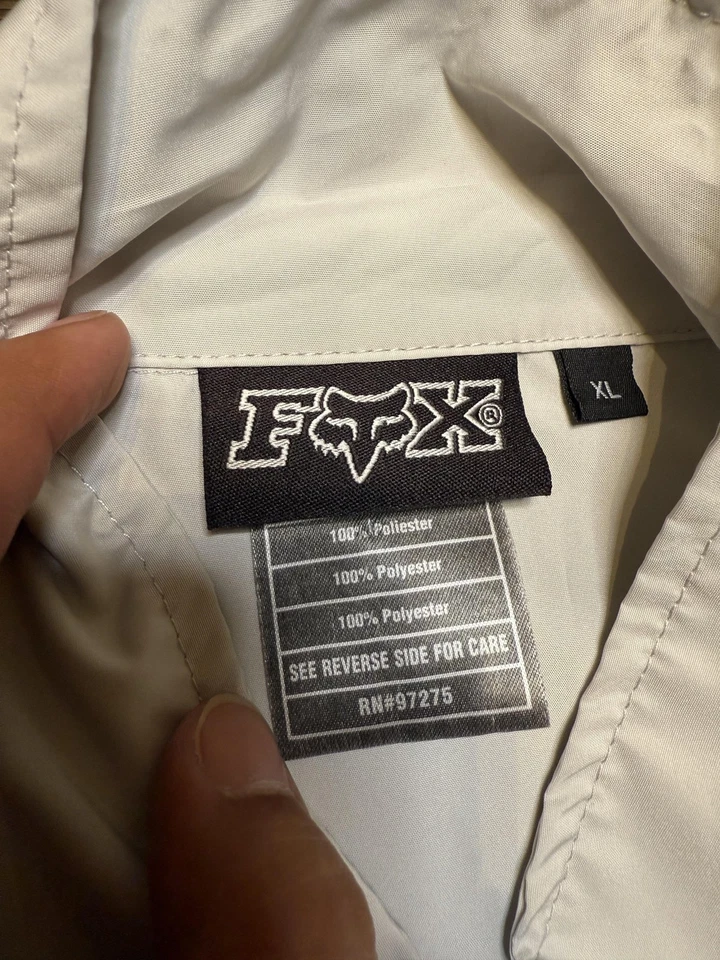 FOX®
XL
100% Poliester
100% Polyester
100% Polyester
SEE REVERSE SIDE FOR CARE
RN#97275